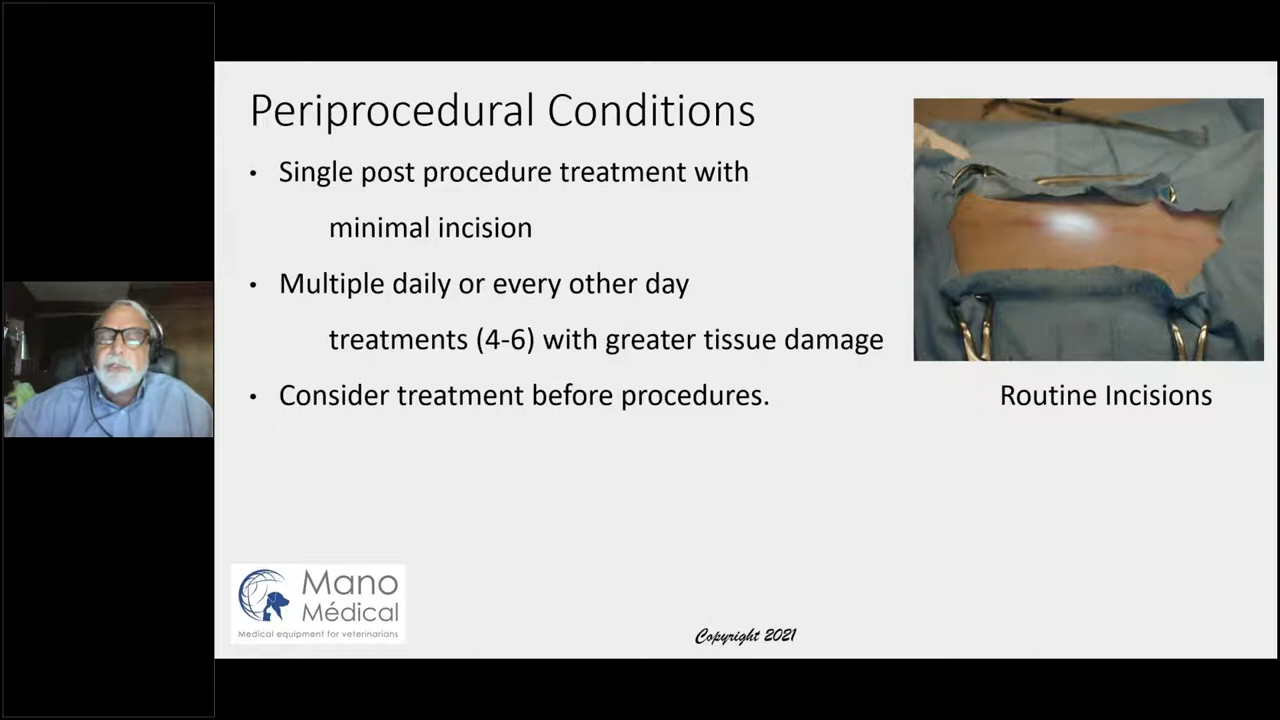 Periprocedural Conditions
• Single post procedure treatment with
minimal incision
• Multiple daily or every other day
treatments (4-6) with greater tissue damage
• Consider treatment before procedures.
Routine Incisions
Mano
Médical
Medical equipment for veterinarians
Copyright 2021